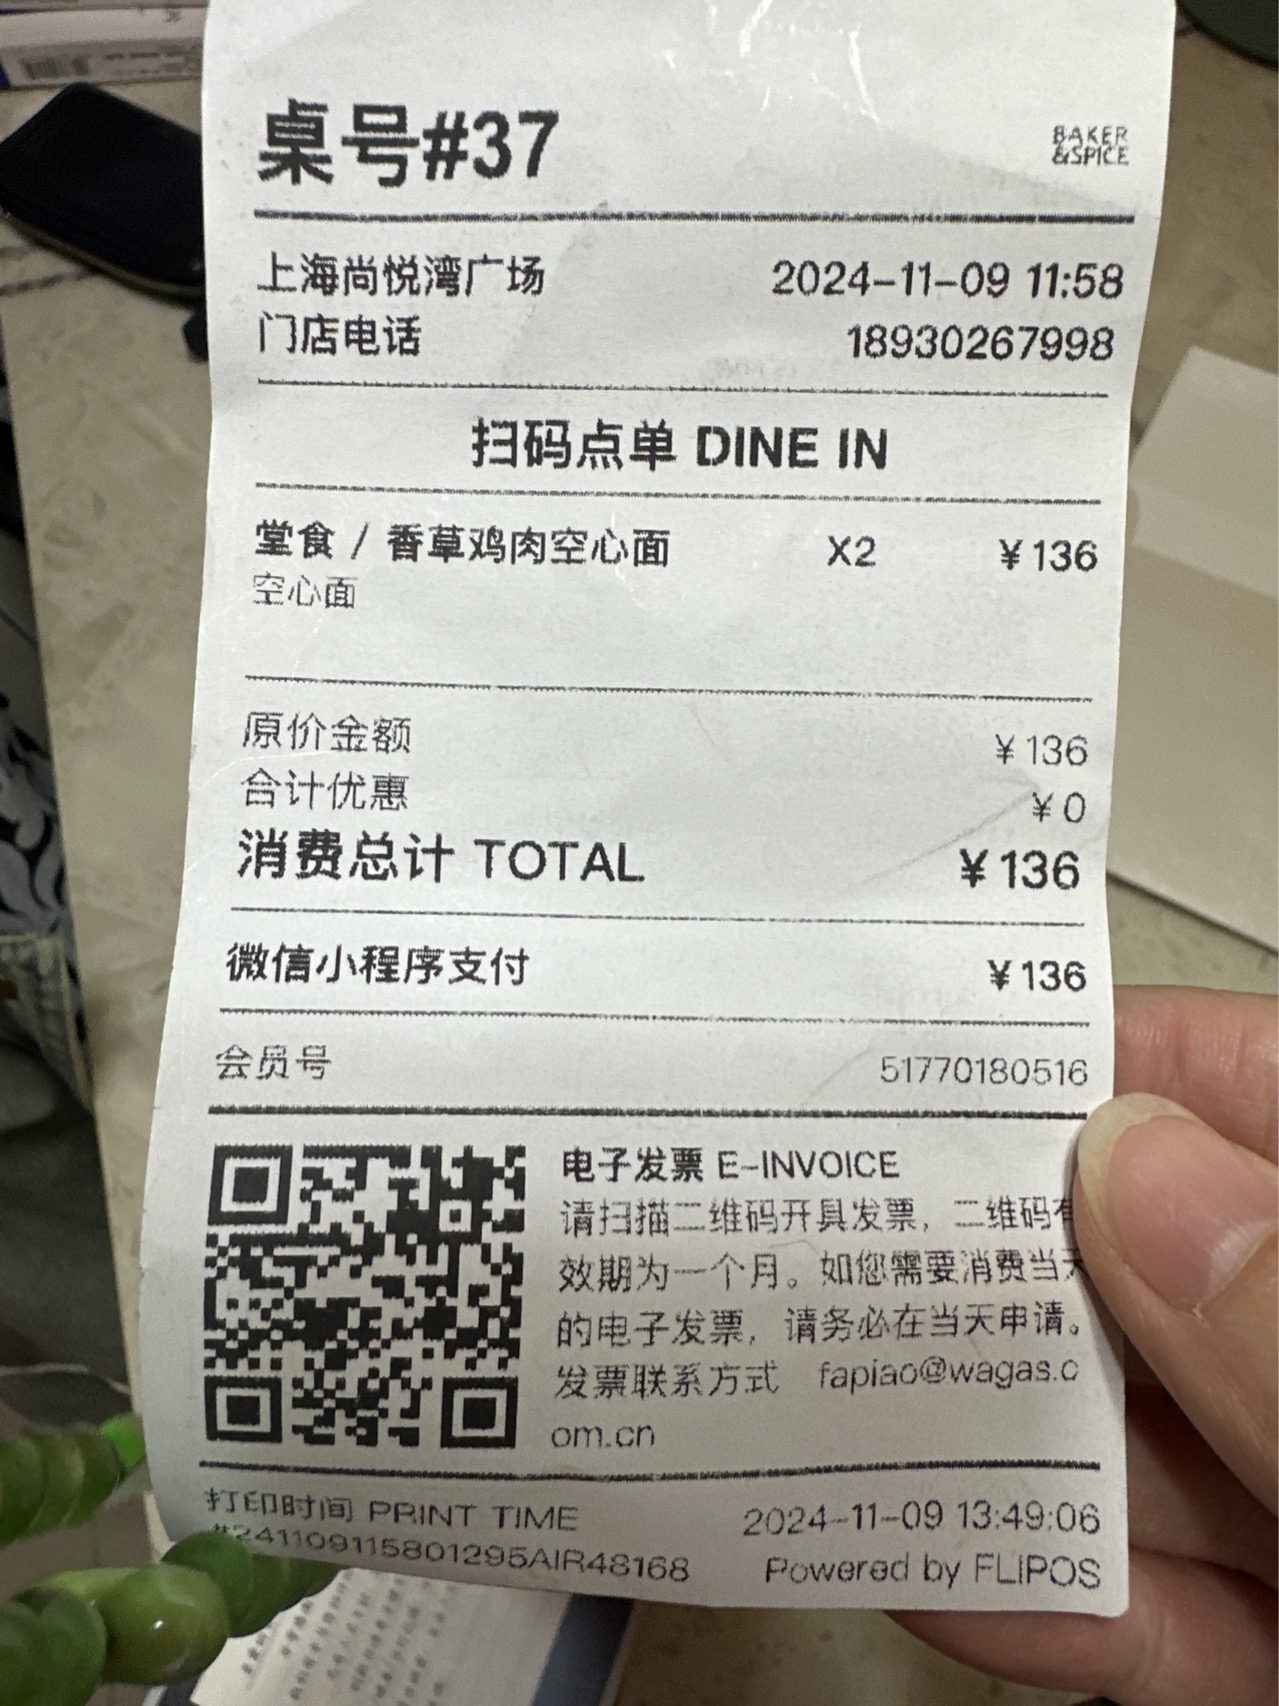 桌号#37
BAKER
&SPICE
上海尚悦湾广场 2024-11-09 11:58
门店电话 18930267998
扫码点单 DINE IN
堂食 / 香草鸡肉空心面 X2 ¥136
空心面
原价金额 ¥136
合计优惠 ¥0
消费总计 TOTAL ¥136
微信小程序支付 ¥136
会员号 51770180516
电子发票 E-INVOICE
请扫描二维码开具发票，二维码有
效期为一个月。如您需要消费当天
的电子发票，请务必在当天申请。
发票联系方式 fapiao@wagas.c
om.cn
打印时间 PRINT TIME 2024-11-09 13:49:06
#241109115801295AIR48168 Powered by FLIPOS